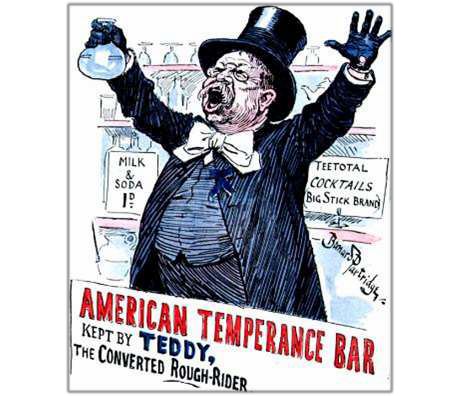 MILK
& 
SODA
1D.
TEETOTAL
COCKTAILS
BIG STICK BRAND
Bernard Partridge
AMERICAN TEMPERANCE BAR
KEPT BY TEDDY,
THE CONVERTED ROUGH-RIDER